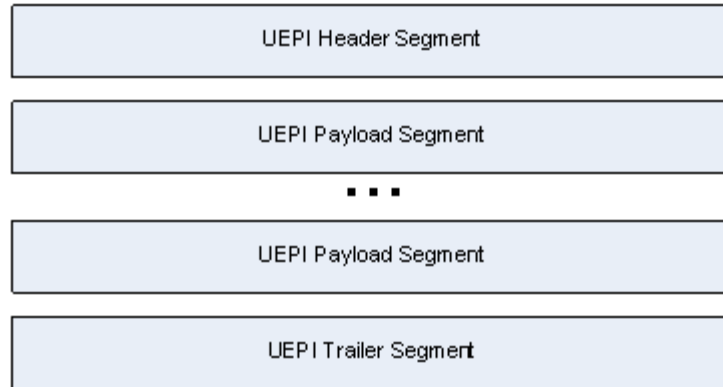 UEPI Header Segment
UEPI Payload Segment
...
UEPI Payload Segment
UEPI Trailer Segment